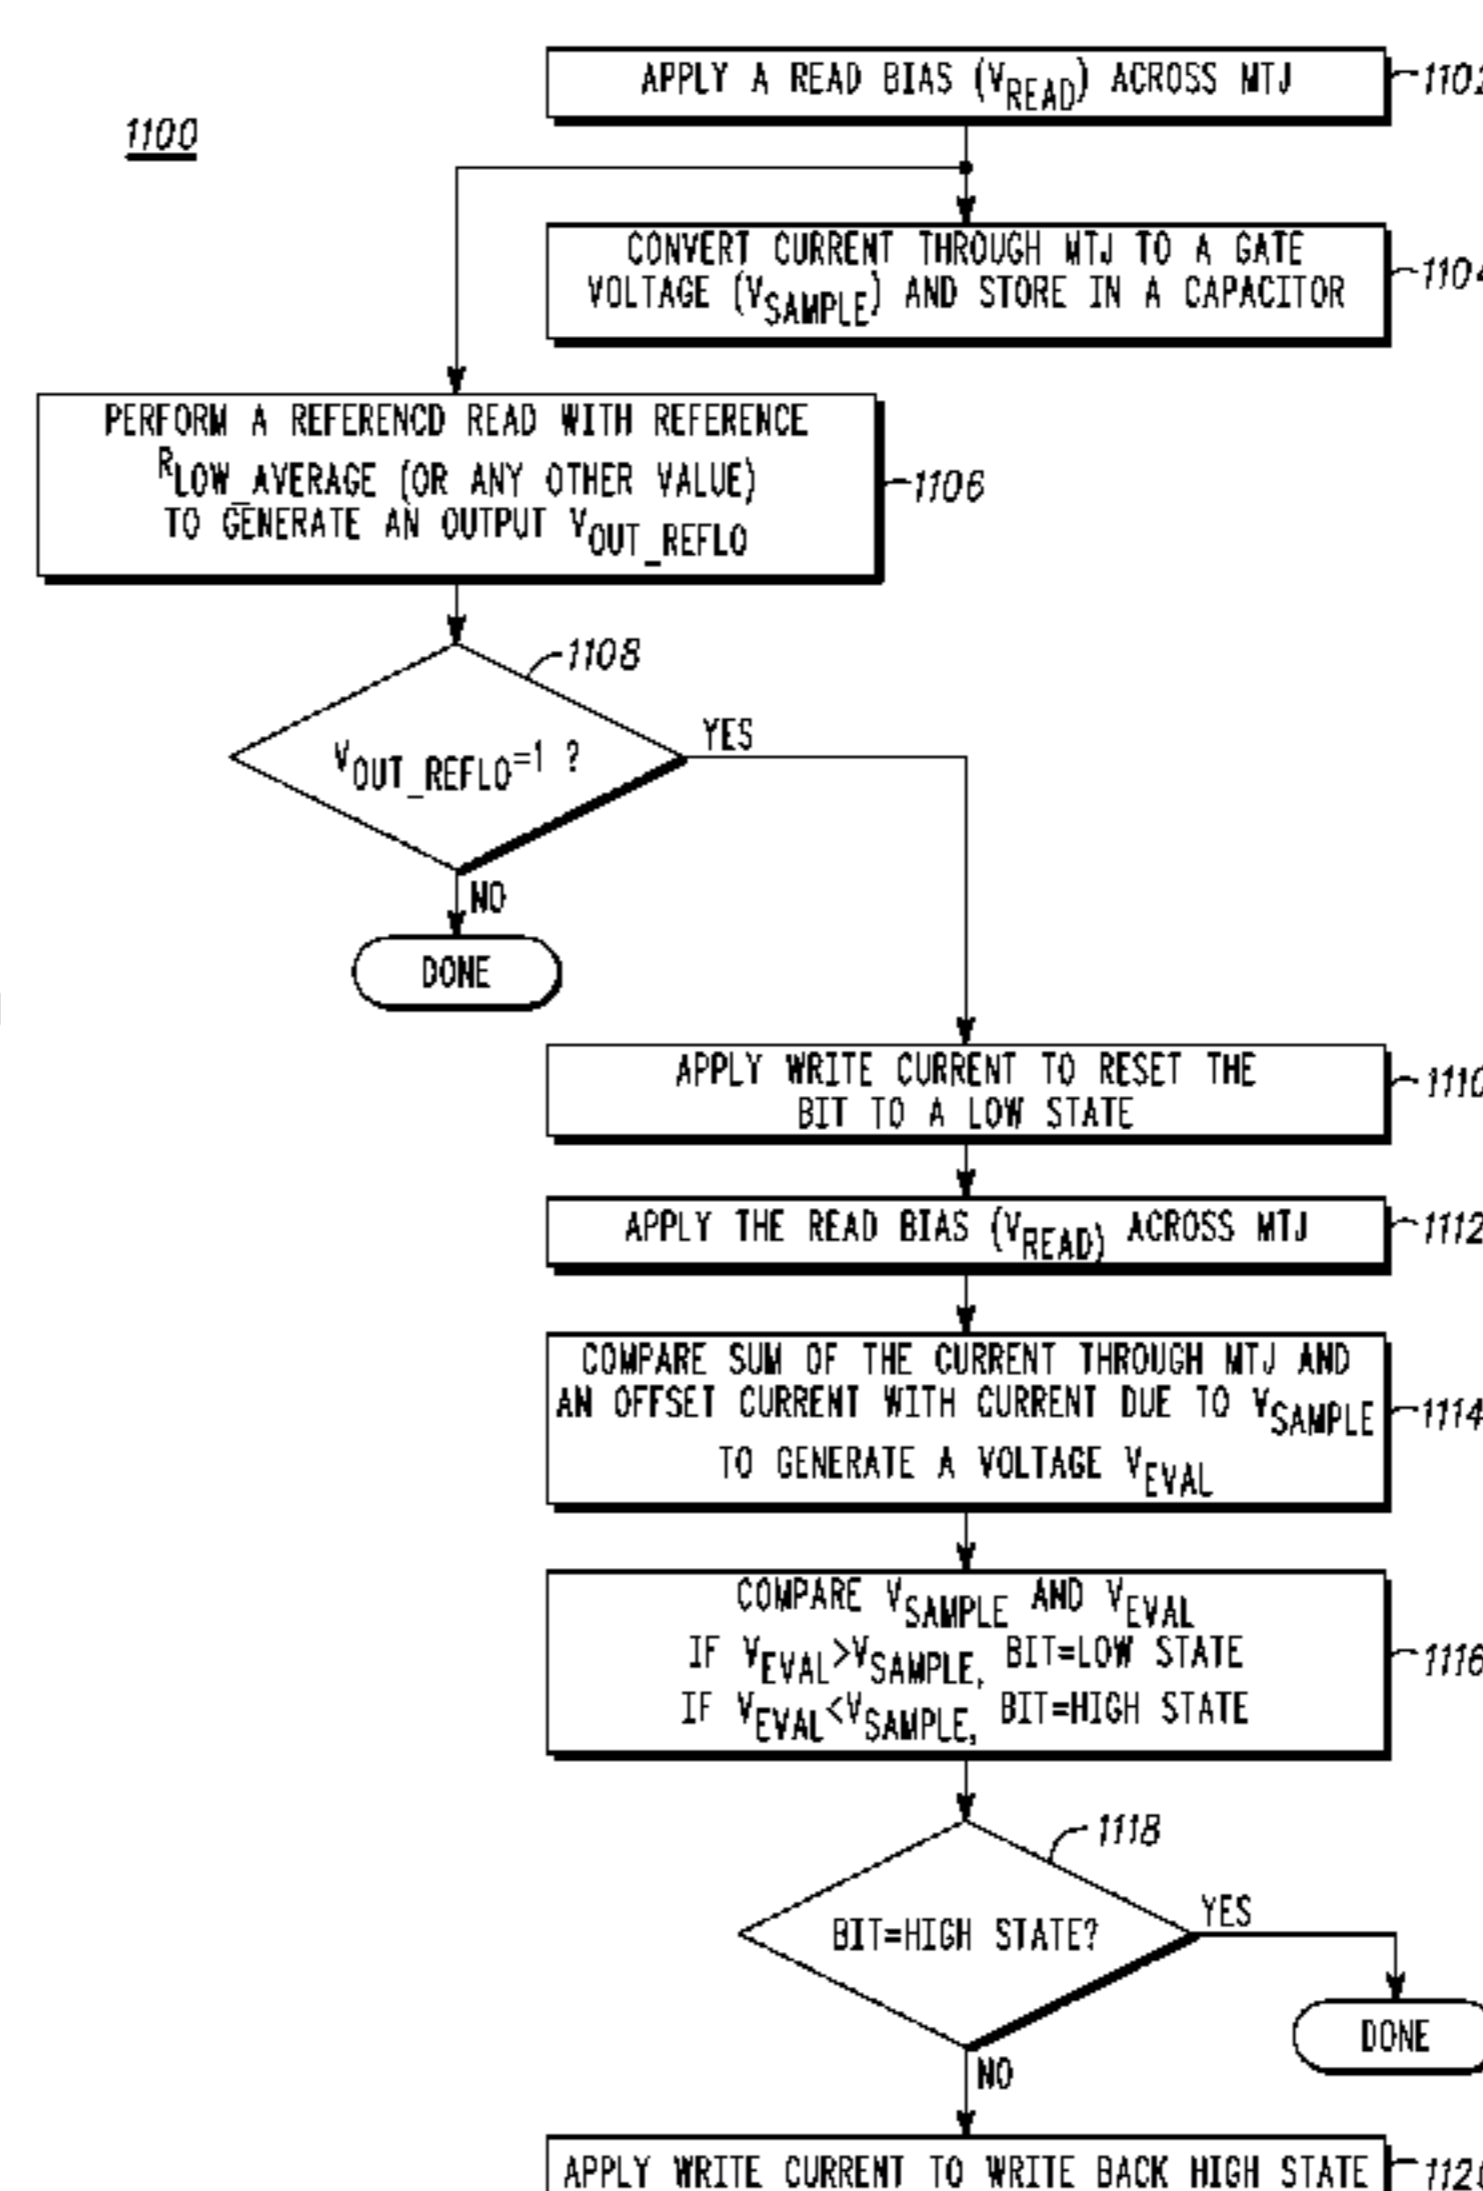 1100
APPLY A READ BIAS (VREAD) ACROSS MTJ
CONVERT CURRENT THROUGH MTJ TO A GATE
VOLTAGE (VSAMPLE) AND STORE IN A CAPACITOR
PERFORM A REFERENCD READ WITH REFERENCE
RLOW_AVERAGE (OR ANY OTHER VALUE)
TO GENERATE AN OUTPUT VOUT_REFLO
1106
1108
VOUT_REFLO=1 ?
YES
NO
DONE
APPLY WRITE CURRENT TO RESET THE
BIT TO A LOW STATE
1110
APPLY THE READ BIAS (VREAD) ACROSS MTJ
1112
COMPARE SUM OF THE CURRENT THROUGH MTJ AND
AN OFFSET CURRENT WITH CURRENT DUE TO VSAMPLE
TO GENERATE A VOLTAGE VEVAL
1114
COMPARE VSAMPLE AND VEVAL
IF VEVAL>VSAMPLE, BIT=LOW STATE
IF VEVAL<VSAMPLE, BIT=HIGH STATE
1116
1118
BIT=HIGH STATE?
YES
DONE
NO
APPLY WRITE CURRENT TO WRITE BACK HIGH STATE